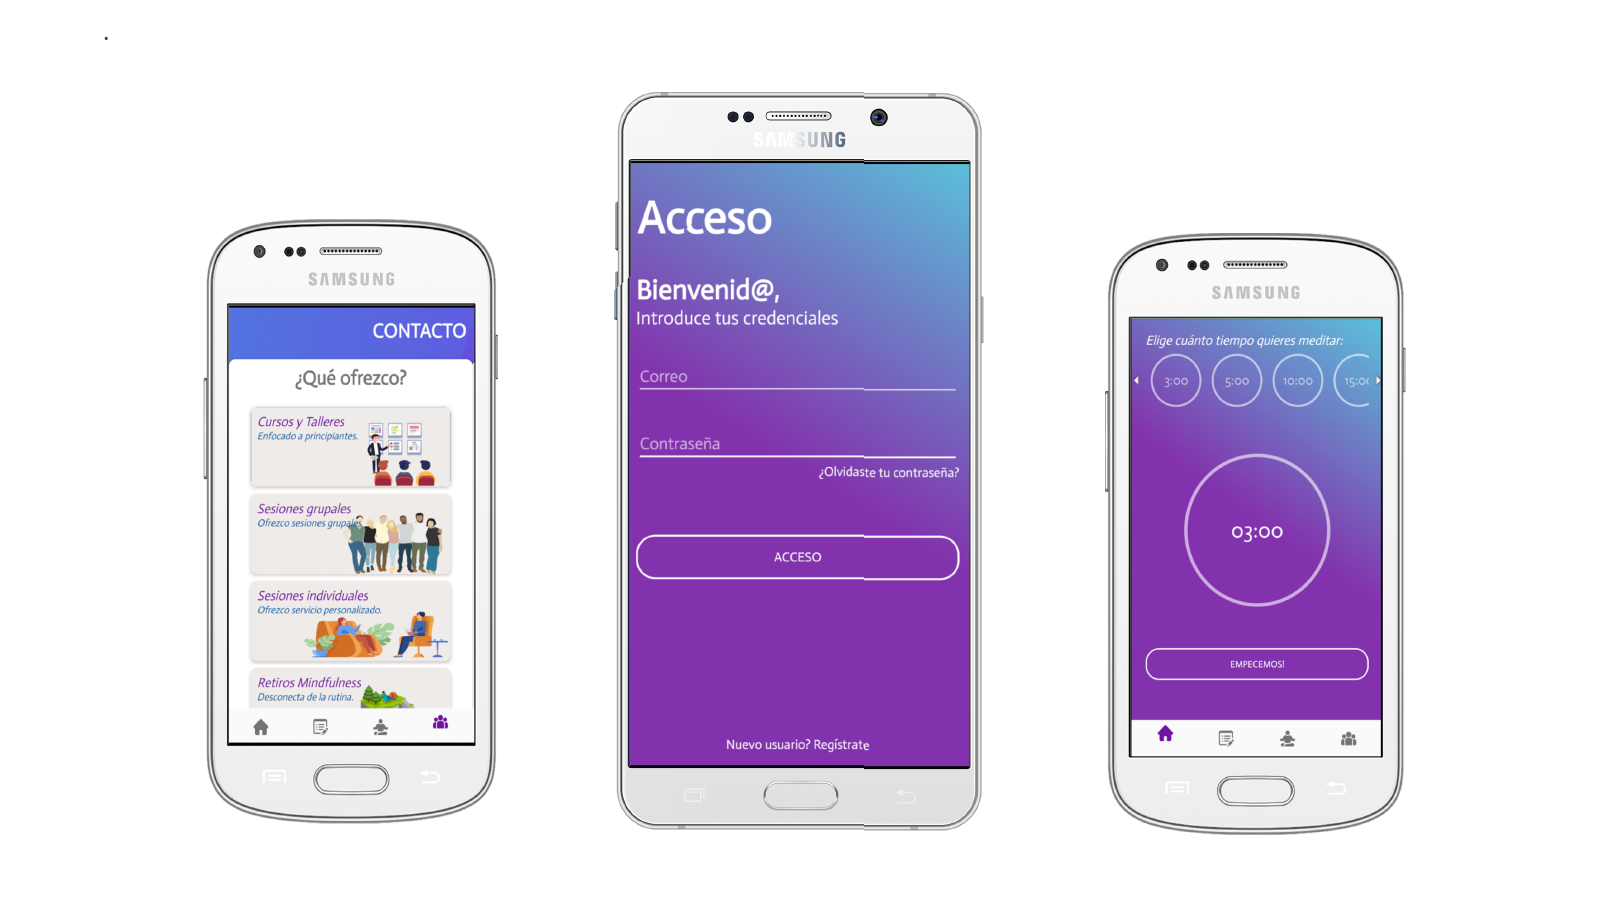 .
SAMSUNG
CONTACTO
¿Qué ofrezco?
Cursos y Talleres
Enfocado a principiantes.
Sesiones grupales
Ofrezco sesiones grupales
Sesiones individuales
Ofrezco servicio personalizado.
Retiros Mindfulness
Desconecta de la rutina.
SAMSUNG
Acceso
Bienvenid@,
Introduce tus credenciales
Correo
Contraseña
¿Olvidaste tu contraseña?
ACCESO
Nuevo usuario? Regístrate
SAMSUNG
Elige cuánto tiempo quieres meditar:
3:00 5:00 10:00 15:00
03:00
EMPECEMOS!